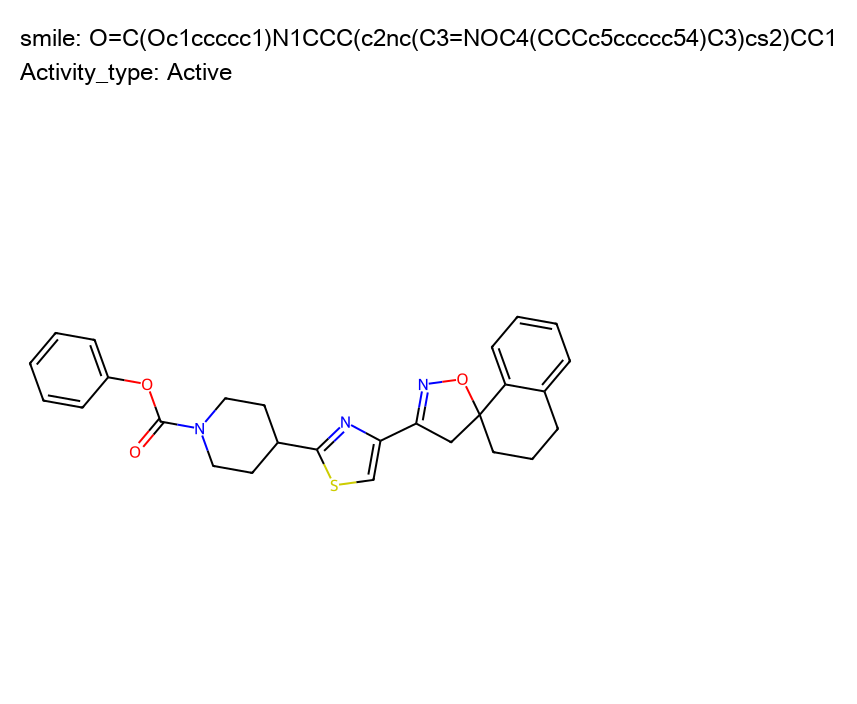 smile: O=C(Oc1ccccc1)N1CCC(c2nc(C3=NOC4(CCCc5ccccc54)C3)cs2)CC1
Activity_type: Active
O
O
N
N
S
N
O